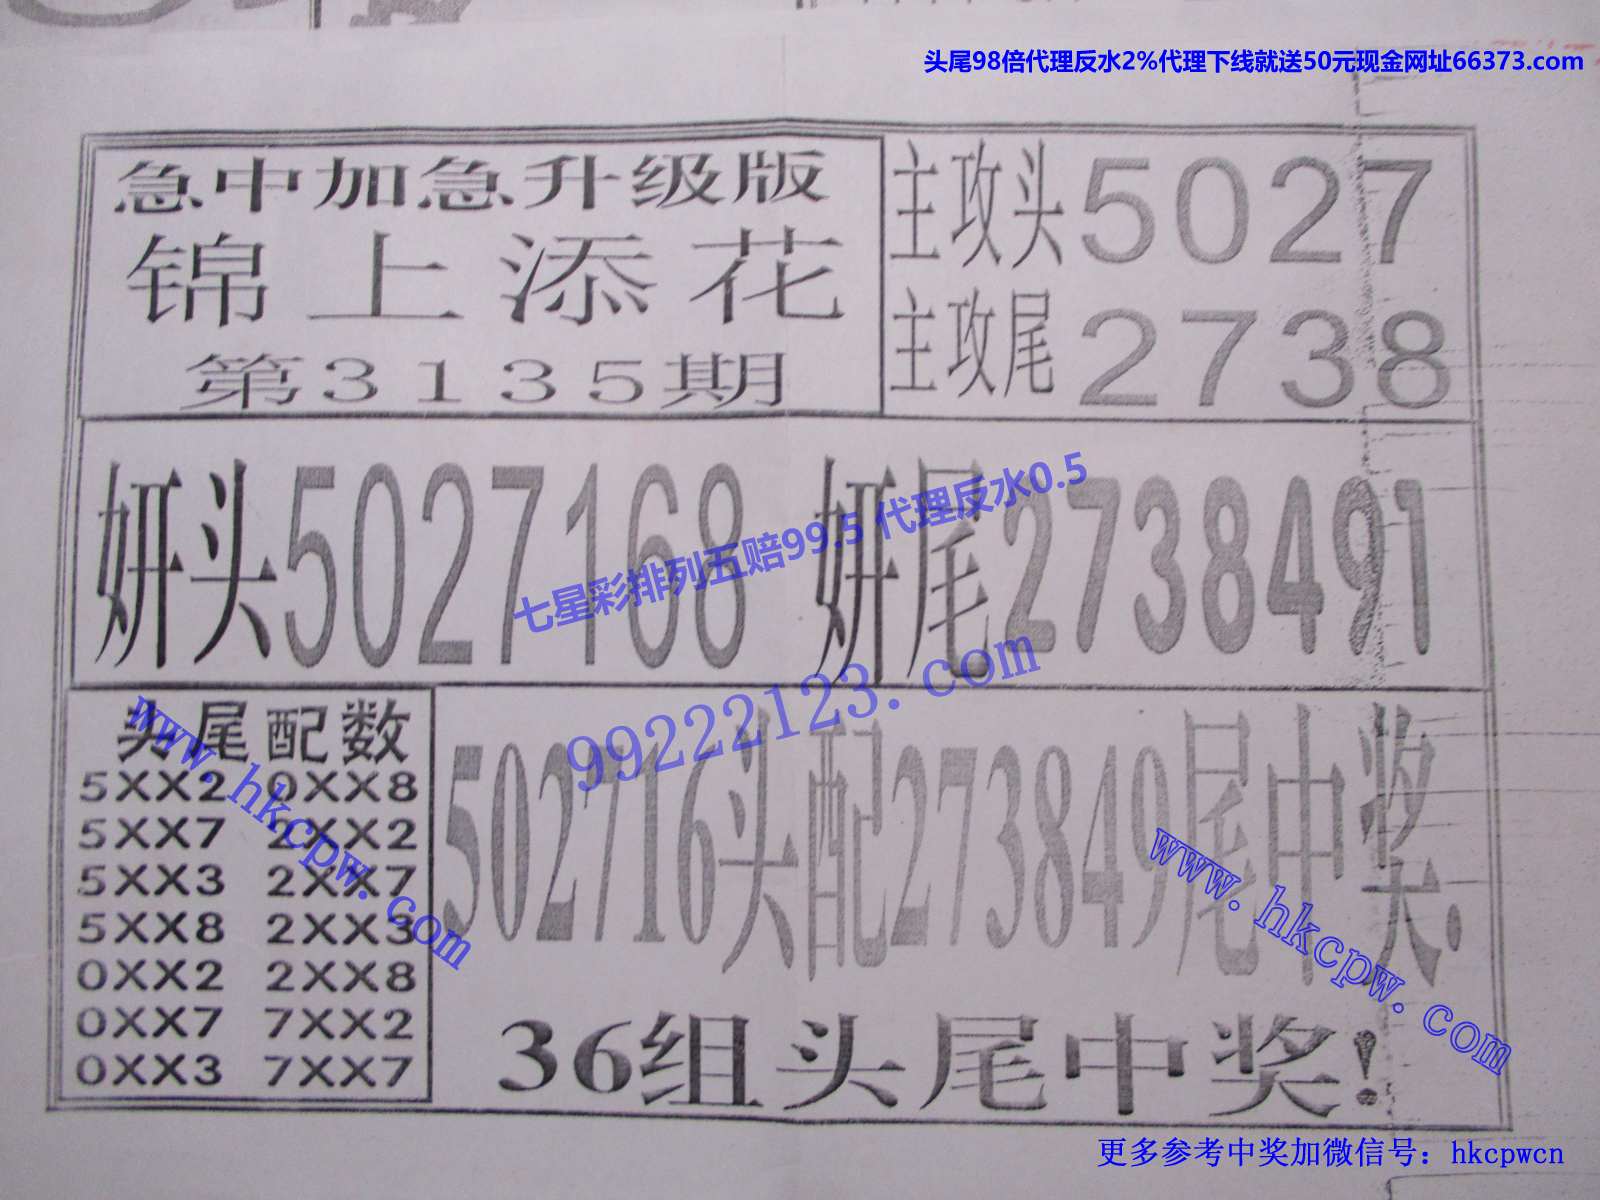 头尾98倍代理反水2%代理下线就送50元现金网址66373.com
急中加急升级版
锦上添花
第3135期
主攻头5027
主攻尾2738
妍头5027168
妍尾2738491
七星彩排列五赔99.5 代理反水0.5
99222123.com
头尾配数
5XX2 0XX8
5XX7 2XX2
5XX3 2XX7
5XX8 2XX3
0XX2 2XX8
0XX7 7XX2
0XX3 7XX7
www.hkcpw.com
502716头配273849尾中奖.
www.hkcpw.com
36组头尾中奖!
更多参考中奖加微信号：hkcpwcn